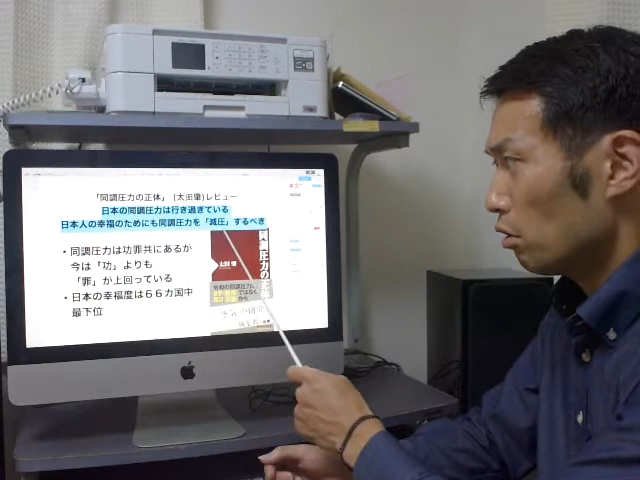 「同調圧力の正体」 (太田肇)レビュー
日本の同調圧力は行き過ぎている
日本人の幸福のためにも同調圧力を「減圧」するべき
・同調圧力は功罪共にあるが
今は「功」よりも
「罪」が上回っている
・日本の幸福度は66カ国中
最下位
同調圧力の正体
太田 肇